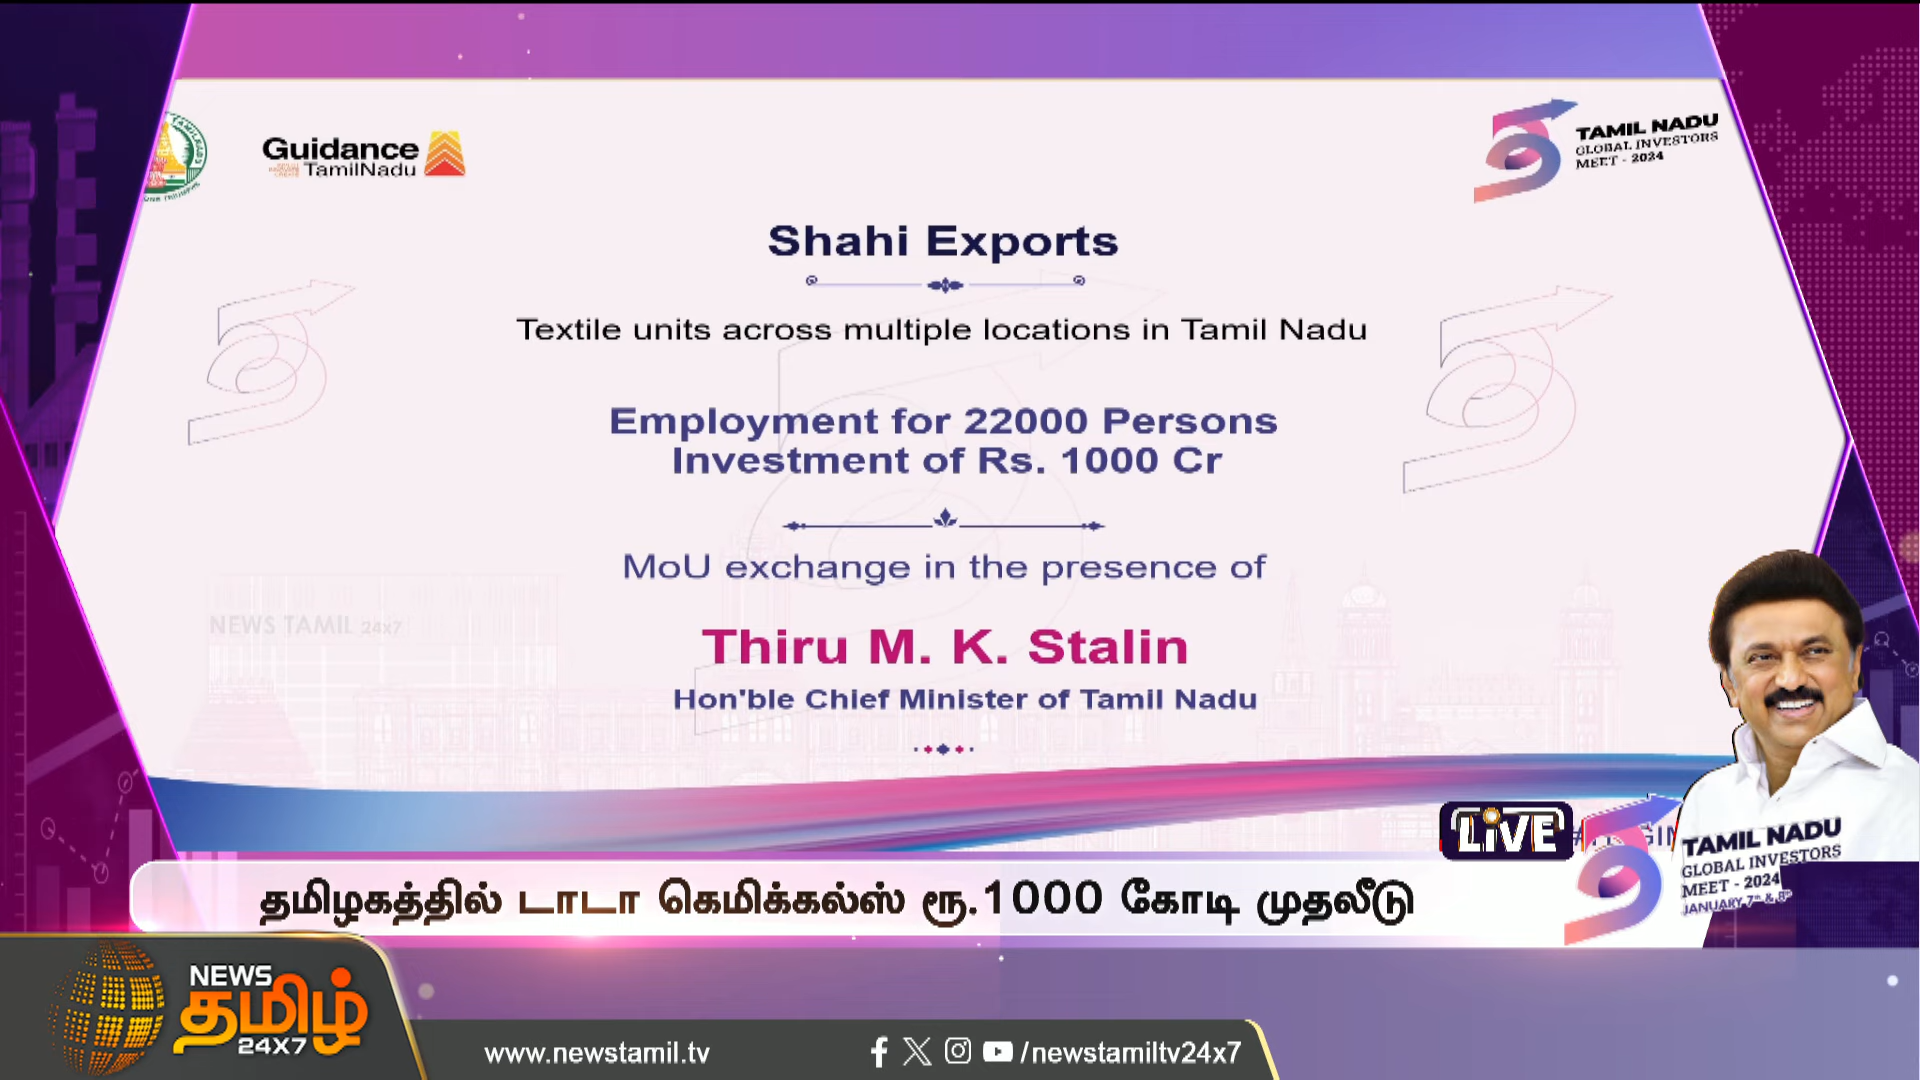 Guidance
TamilNadu
TAMIL NADU
GLOBAL INVESTORS
MEET - 2024
Shahi Exports
Textile units across multiple locations in Tamil Nadu
Employment for 22000 Persons
Investment of Rs. 1000 Cr
MoU exchange in the presence of
NEWS TAMIL 24x7
Thiru M. K. Stalin
Hon'ble Chief Minister of Tamil Nadu
LiVE
TAMIL NADU
GLOBAL INVESTORS
MEET - 2024
JANUARY 7th & 8th
தமிழகத்தில் டாடா கெமிக்கல்ஸ் ரூ.1000 கோடி முதலீடு
NEWS
தமிழ்
24X7
www.newstamil.tv
/newstamiltv24x7